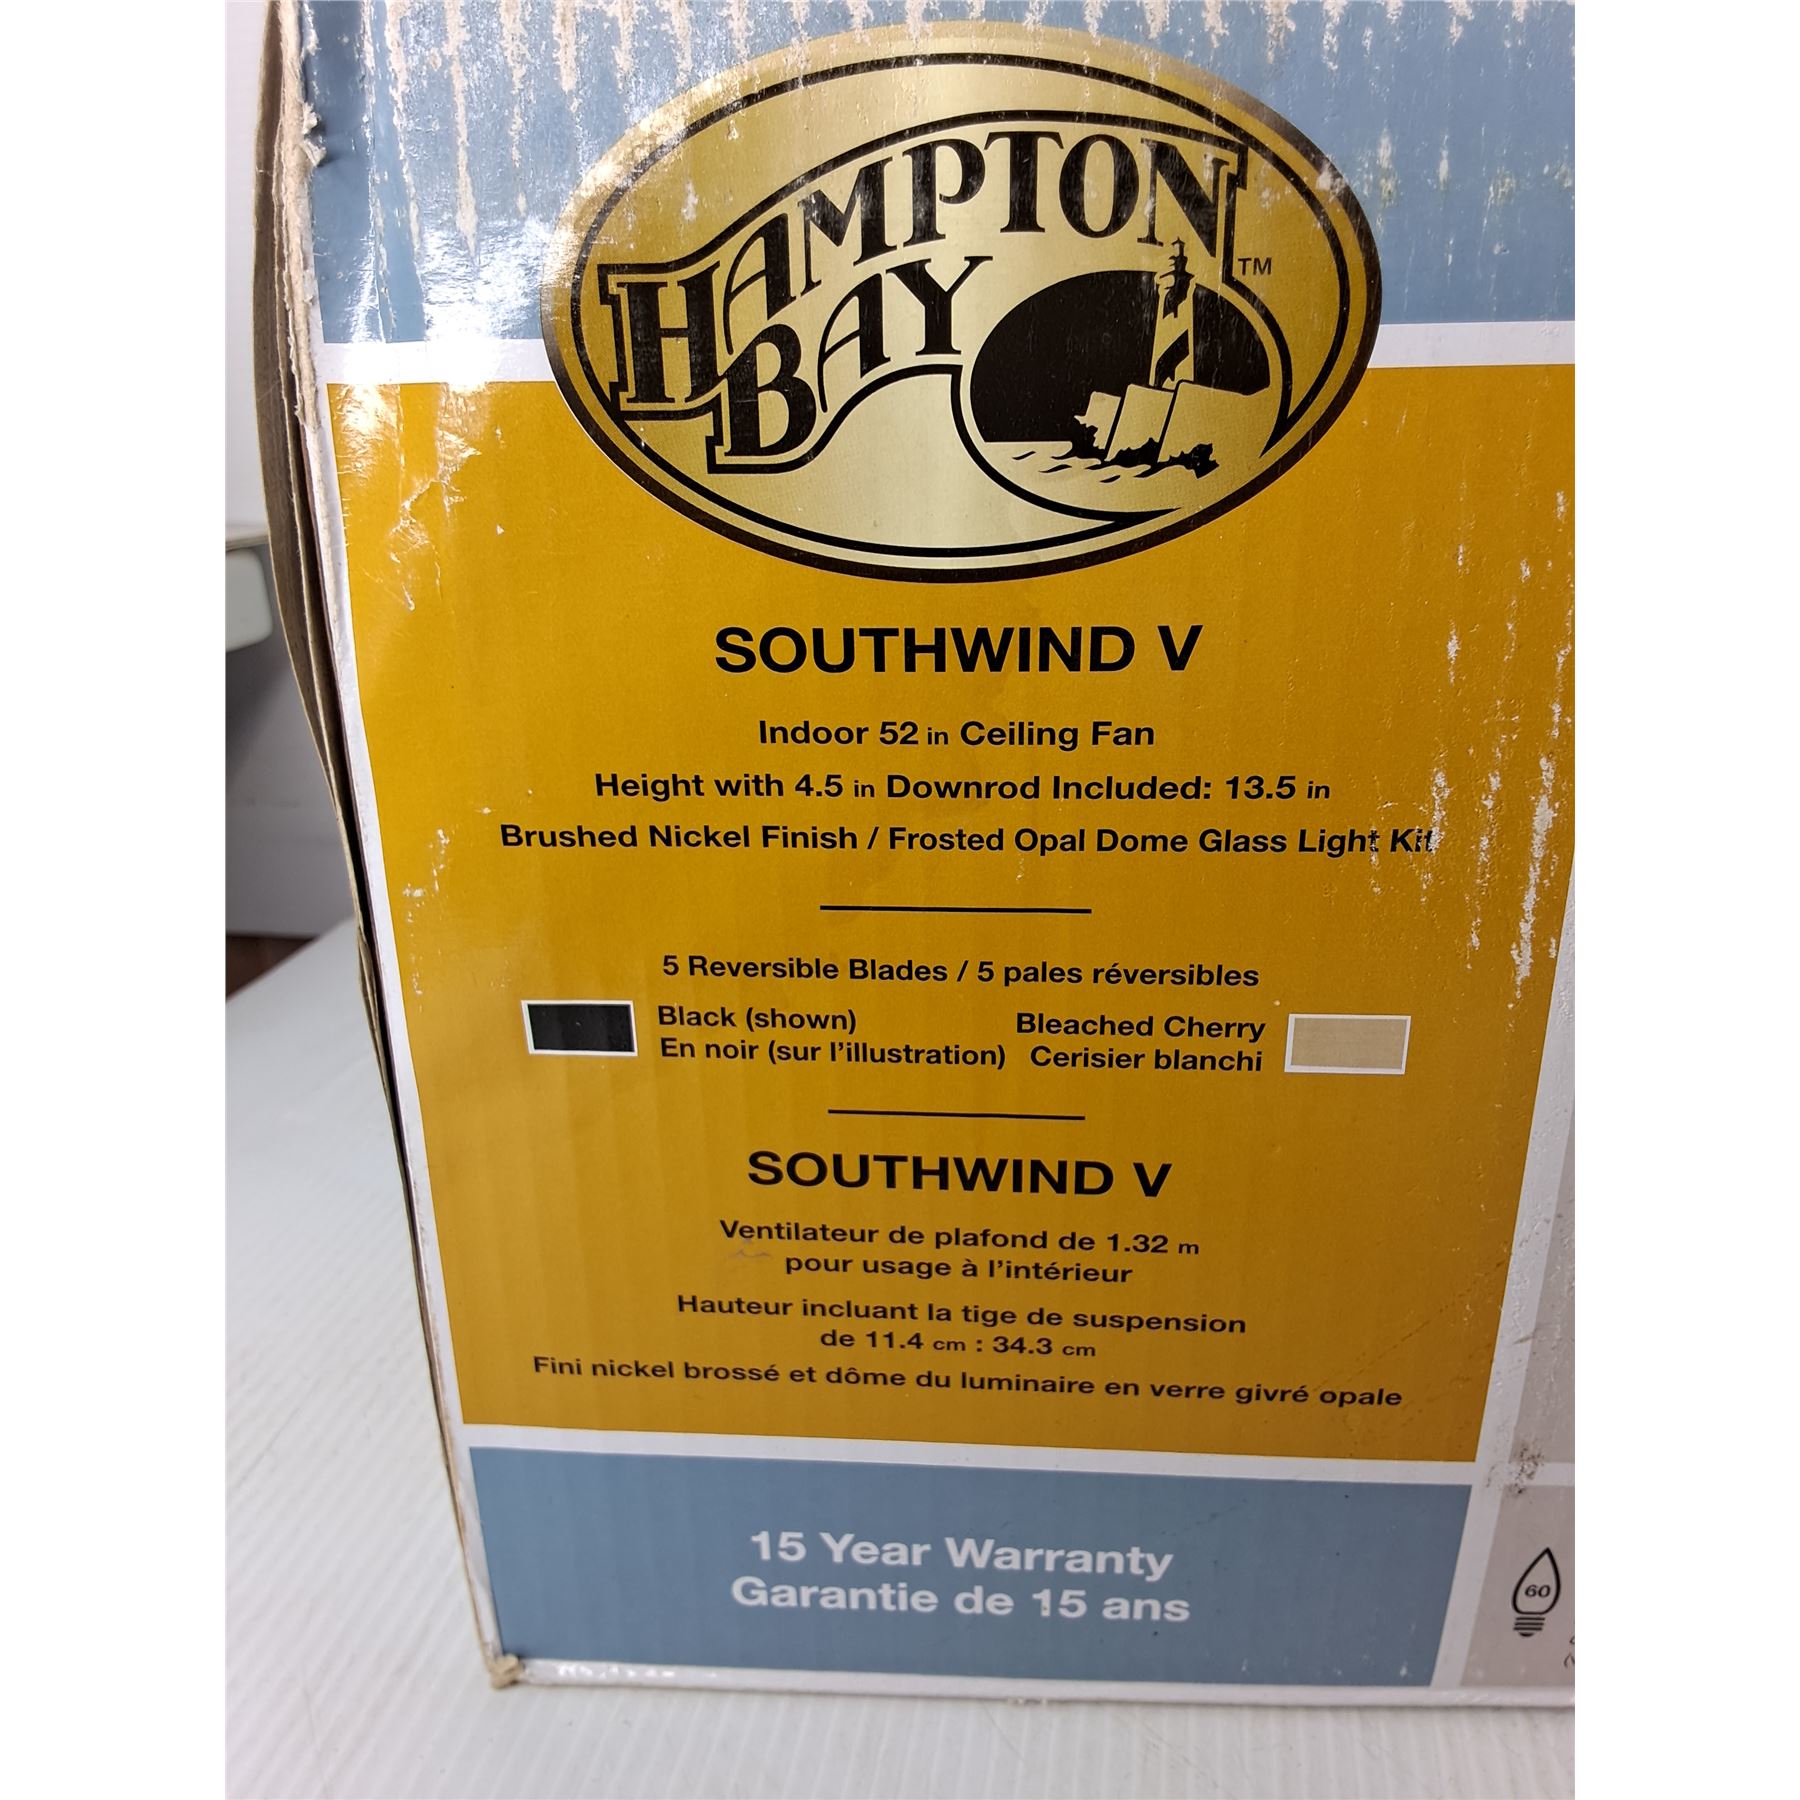 HAMPTON
BAY
TM
SOUTHWIND V
Indoor 52 in Ceiling Fan
Height with 4.5 in Downrod Included: 13.5 in
Brushed Nickel Finish / Frosted Opal Dome Glass Light Kit
5 Reversible Blades / 5 pales réversibles
Black (shown)
En noir (sur l'illustration)
Bleached Cherry
Cerisier blanchi
SOUTHWIND V
Ventilateur de plafond de 1.32 m
pour usage à l'intérieur
Hauteur incluant la tige de suspension
de 11.4 cm : 34.3 cm
Fini nickel brossé et dôme du luminaire en verre givré opale
15 Year Warranty
Garantie de 15 ans
60